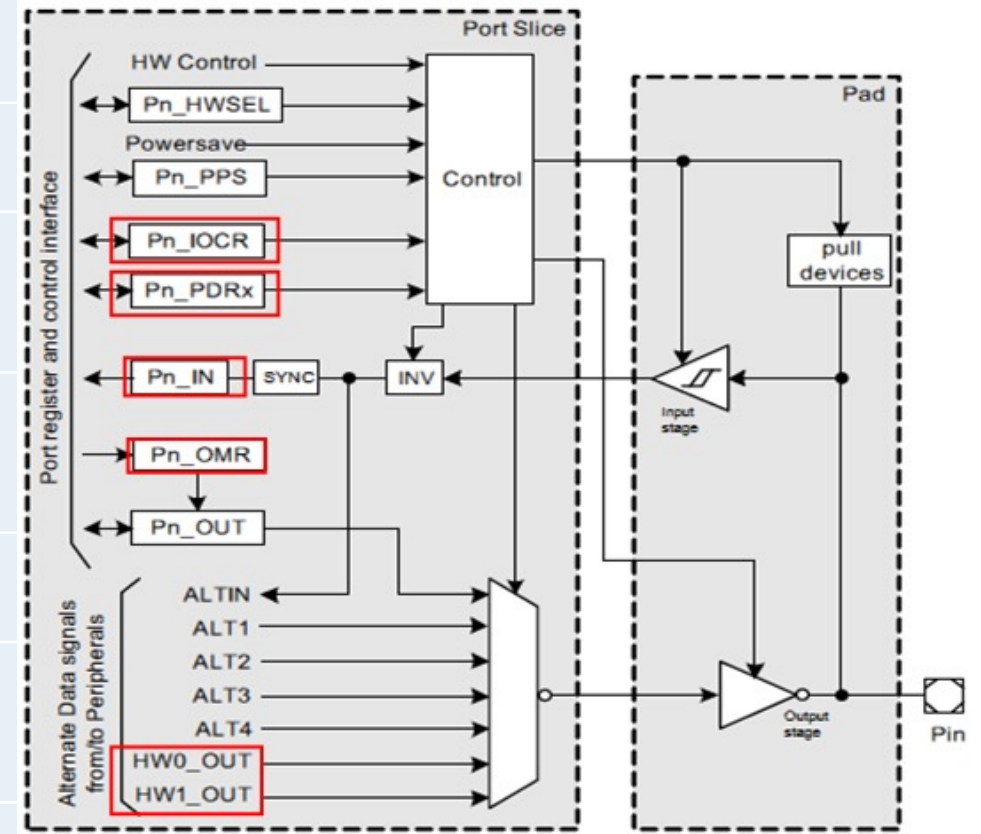 Port Slice
Pad
Port register and control interface
HW Control
Pn_HWSEL
Powersave
Pn_PPS
Control
Pn_IOCR
Pn_PDRx
pull
devices
Pn_IN
SYNC
INV
Input
stage
Pn_OMR
Pn_OUT
Alternate Data signals
from/to Peripherals
ALTIN
ALT1
ALT2
ALT3
ALT4
HW0_OUT
HW1_OUT
Output
stage
Pin